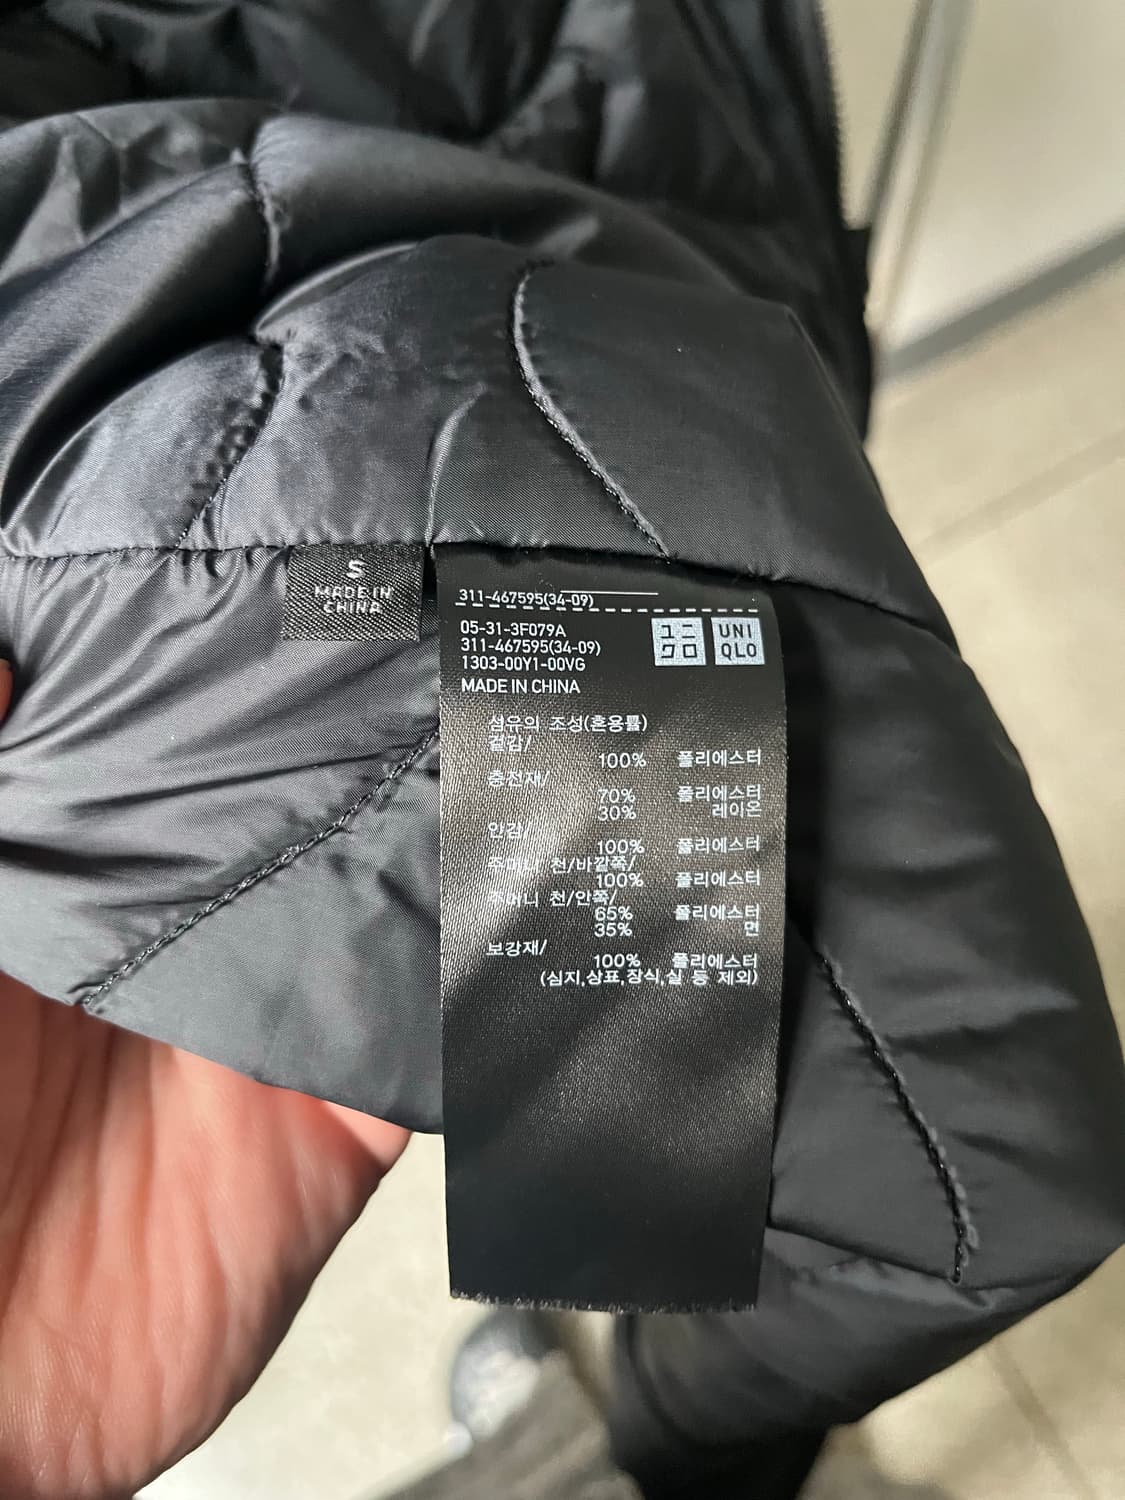 S
MADE IN
CHINA
311-467595(34-09)
05-31-3F079A
311-467595(34-09)
1303-00Y1-00VG
MADE IN CHINA
ユニ
クロ
UNI
QLO
섬유의 조성(혼용률)
겉감/
100% 폴리에스터
충전재/
70% 폴리에스터
30% 레이온
안감/
100% 폴리에스터
주머니 천/바깥쪽/
100% 폴리에스터
주머니 천/안쪽/
65% 폴리에스터
35% 면
보강재/
100% 폴리에스터
(심지,상표,장식,실 등 제외)